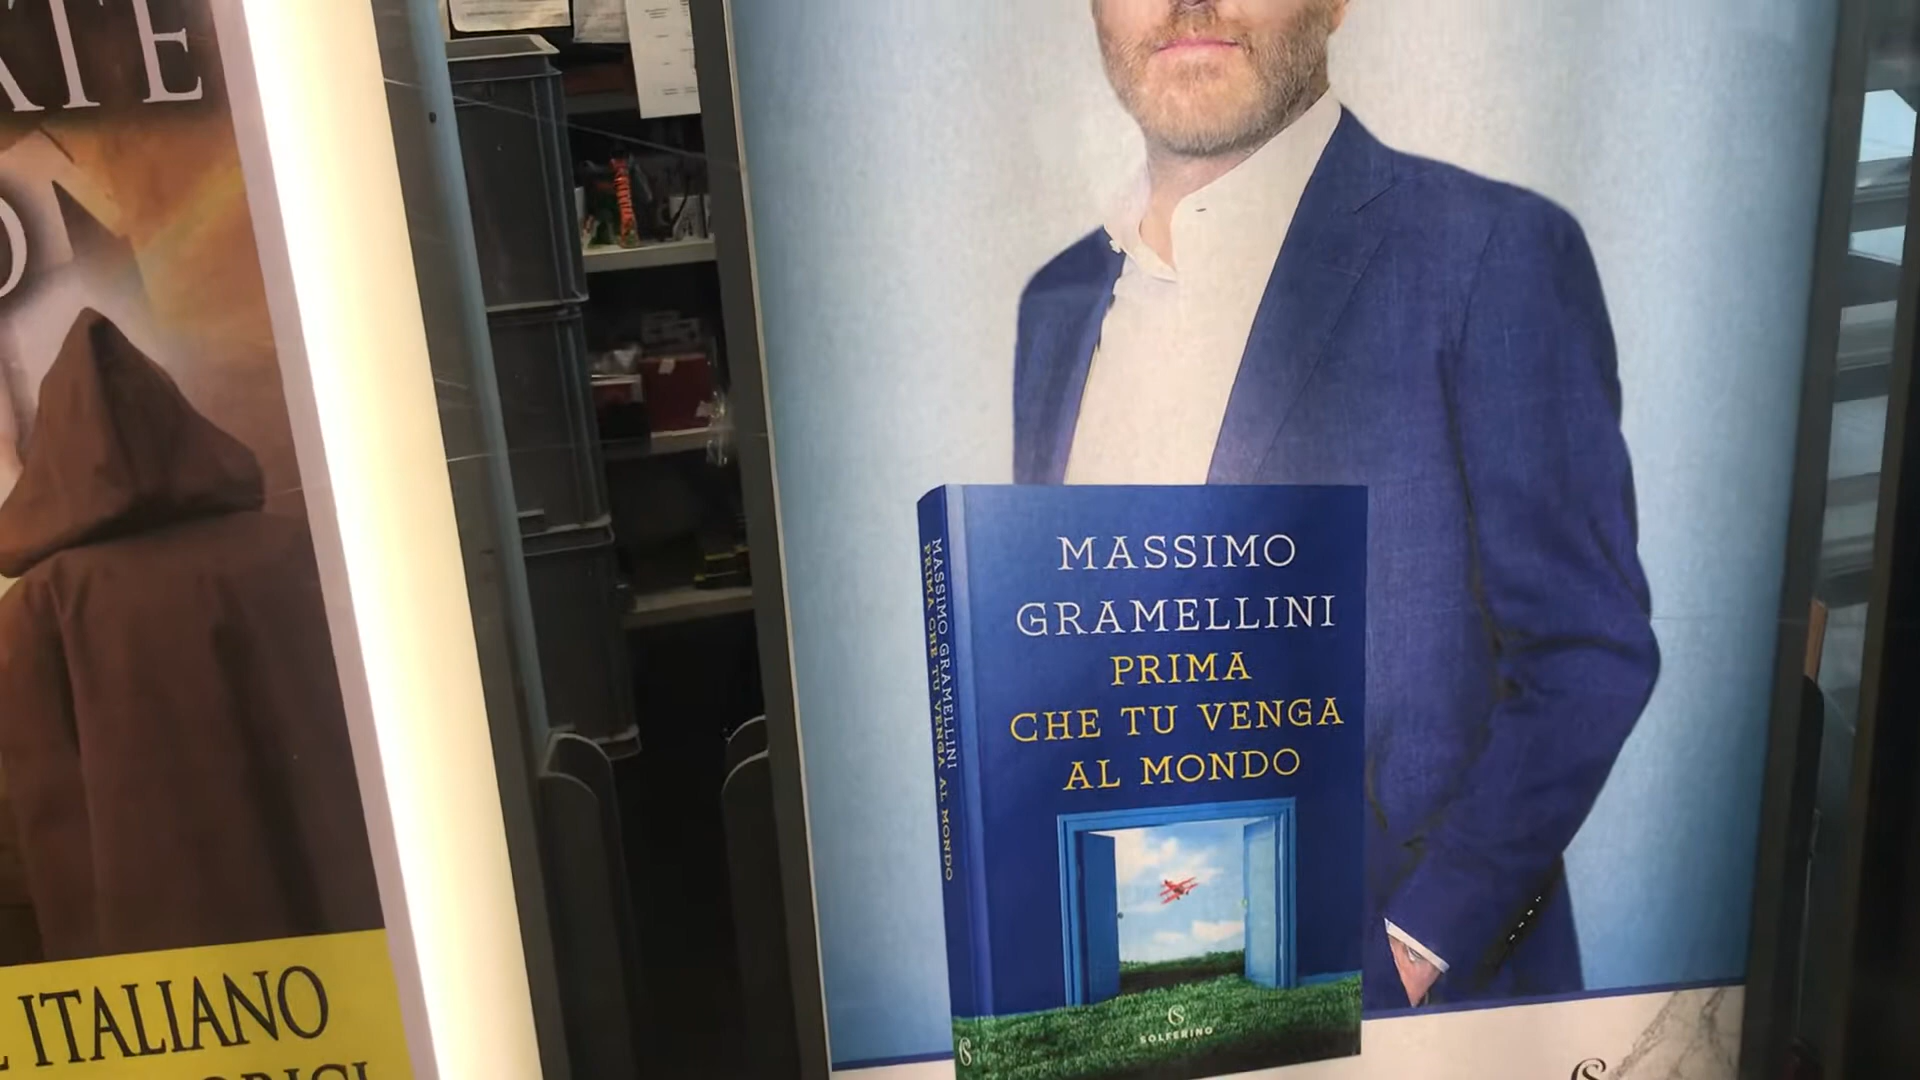 ITALIANO
MASSIMO
GRAMELLINI
PRIMA
CHE TU VENGA
AL MONDO
SOLFERINO
MASSIMO GRAMELLINI
PRIMA CHE TU VENGA AL MONDO